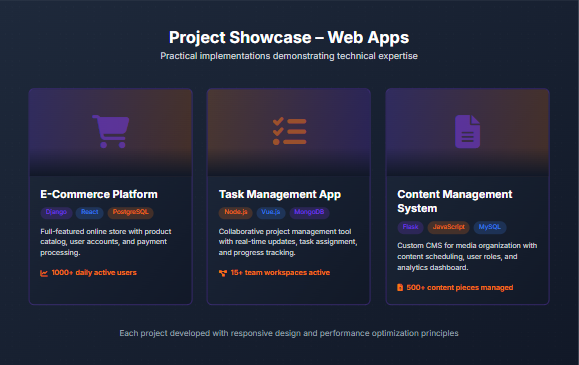 Project Showcase – Web Apps
Practical implementations demonstrating technical expertise
E-Commerce Platform
Django React PostgreSQL
Full-featured online store with product
catalog, user accounts, and payment
processing.
1000+ daily active users
Task Management App
Node.js Vue.js MongoDB
Collaborative project management tool
with real-time updates, task assignment,
and progress tracking.
15+ team workspaces active
Content Management
System
Flask JavaScript MySQL
Custom CMS for media organization with
content scheduling, user roles, and
analytics dashboard.
500+ content pieces managed
Each project developed with responsive design and performance optimization principles